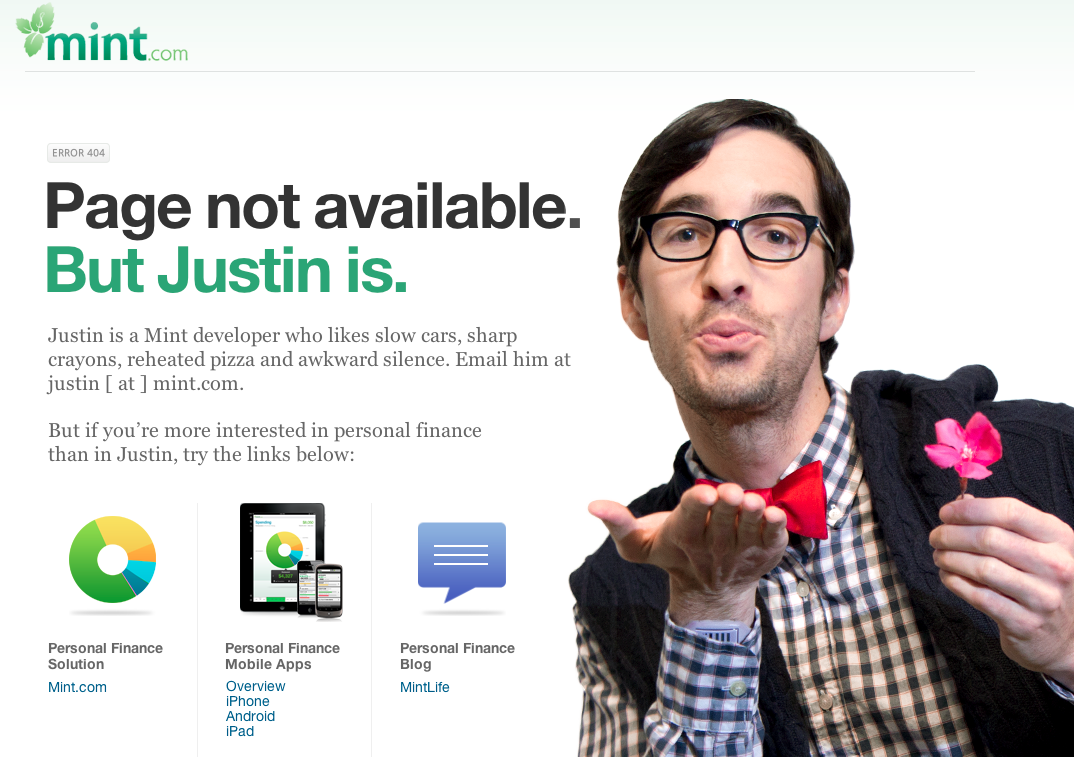 mint.com
ERROR 404
Page not available.
But Justin is.
Justin is a Mint developer who likes slow cars, sharp
crayons, reheated pizza and awkward silence. Email him at
justin [ at ] mint.com.
But if you’re more interested in personal finance
than in Justin, try the links below:
Personal Finance
Solution
Mint.com
Personal Finance
Mobile Apps
Overview
iPhone
Android
iPad
Personal Finance
Blog
MintLife